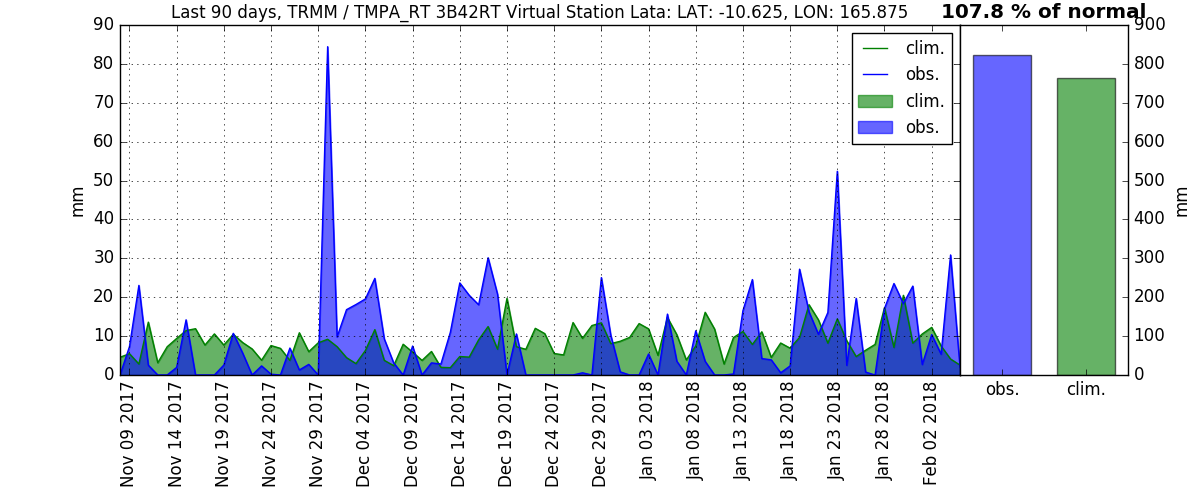 Last 90 days, TRMM / TMPA_RT 3B42RT Virtual Station Lata: LAT: -10.625, LON: 165.875
107.8 % of normal
90
80
70
60
50
40
30
20
10
0
mm
clim.
obs.
clim.
obs.
900
800
700
600
500
400
300
200
100
0
mm
Nov 09 2017
Nov 14 2017
Nov 19 2017
Nov 24 2017
Nov 29 2017
Dec 04 2017
Dec 09 2017
Dec 14 2017
Dec 19 2017
Dec 24 2017
Dec 29 2017
Jan 03 2018
Jan 08 2018
Jan 13 2018
Jan 18 2018
Jan 23 2018
Jan 28 2018
Feb 02 2018
obs.
clim.